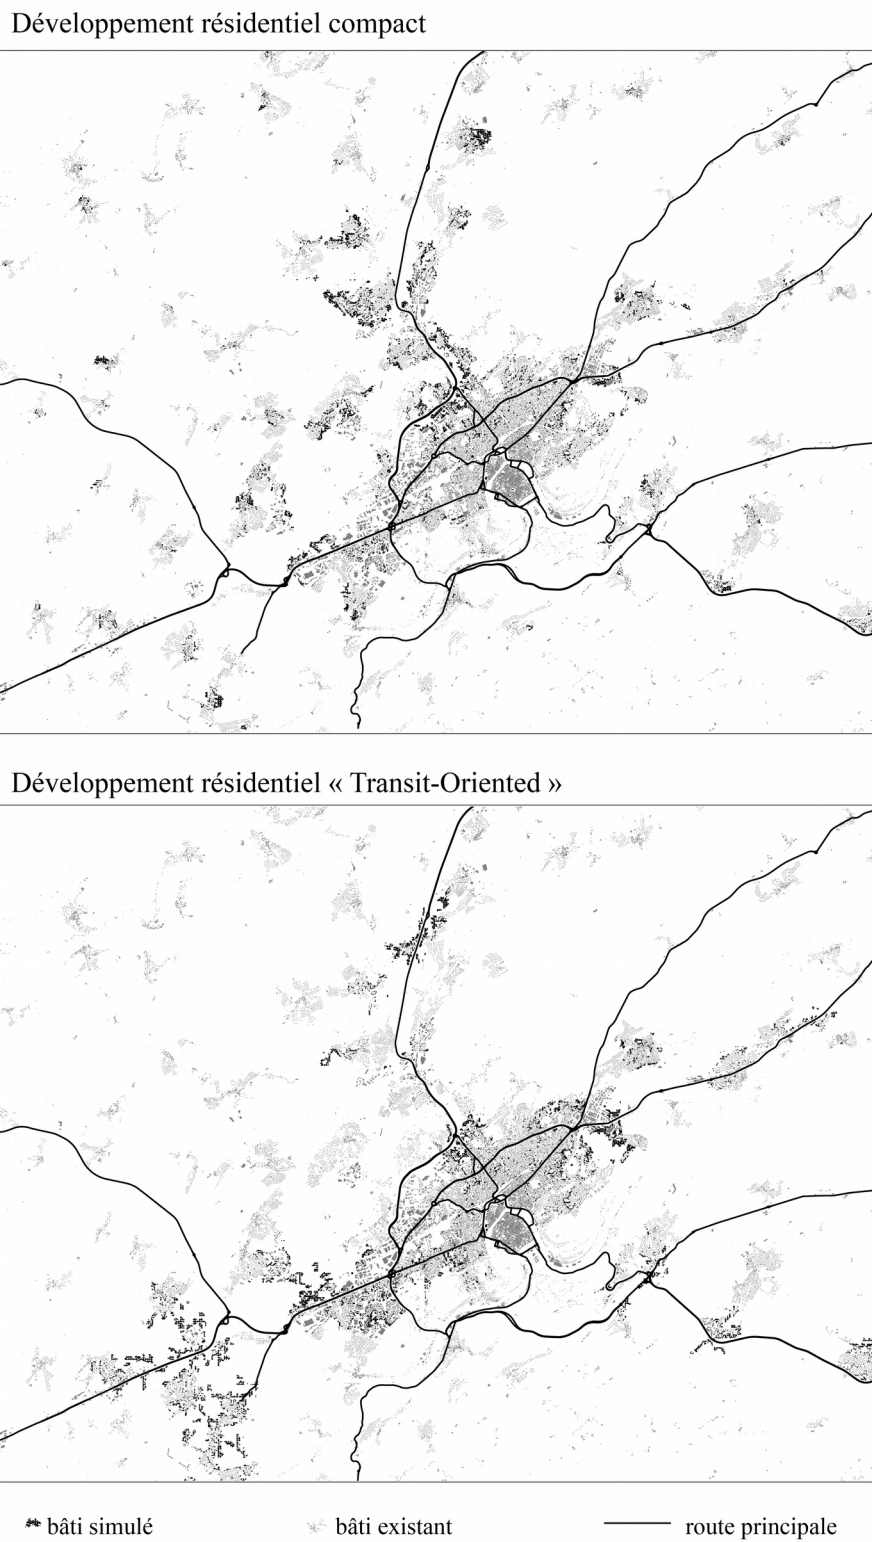 Développement résidentiel compact
Développement résidentiel « Transit-Oriented »
bâti simulé
bâti existant
route principale